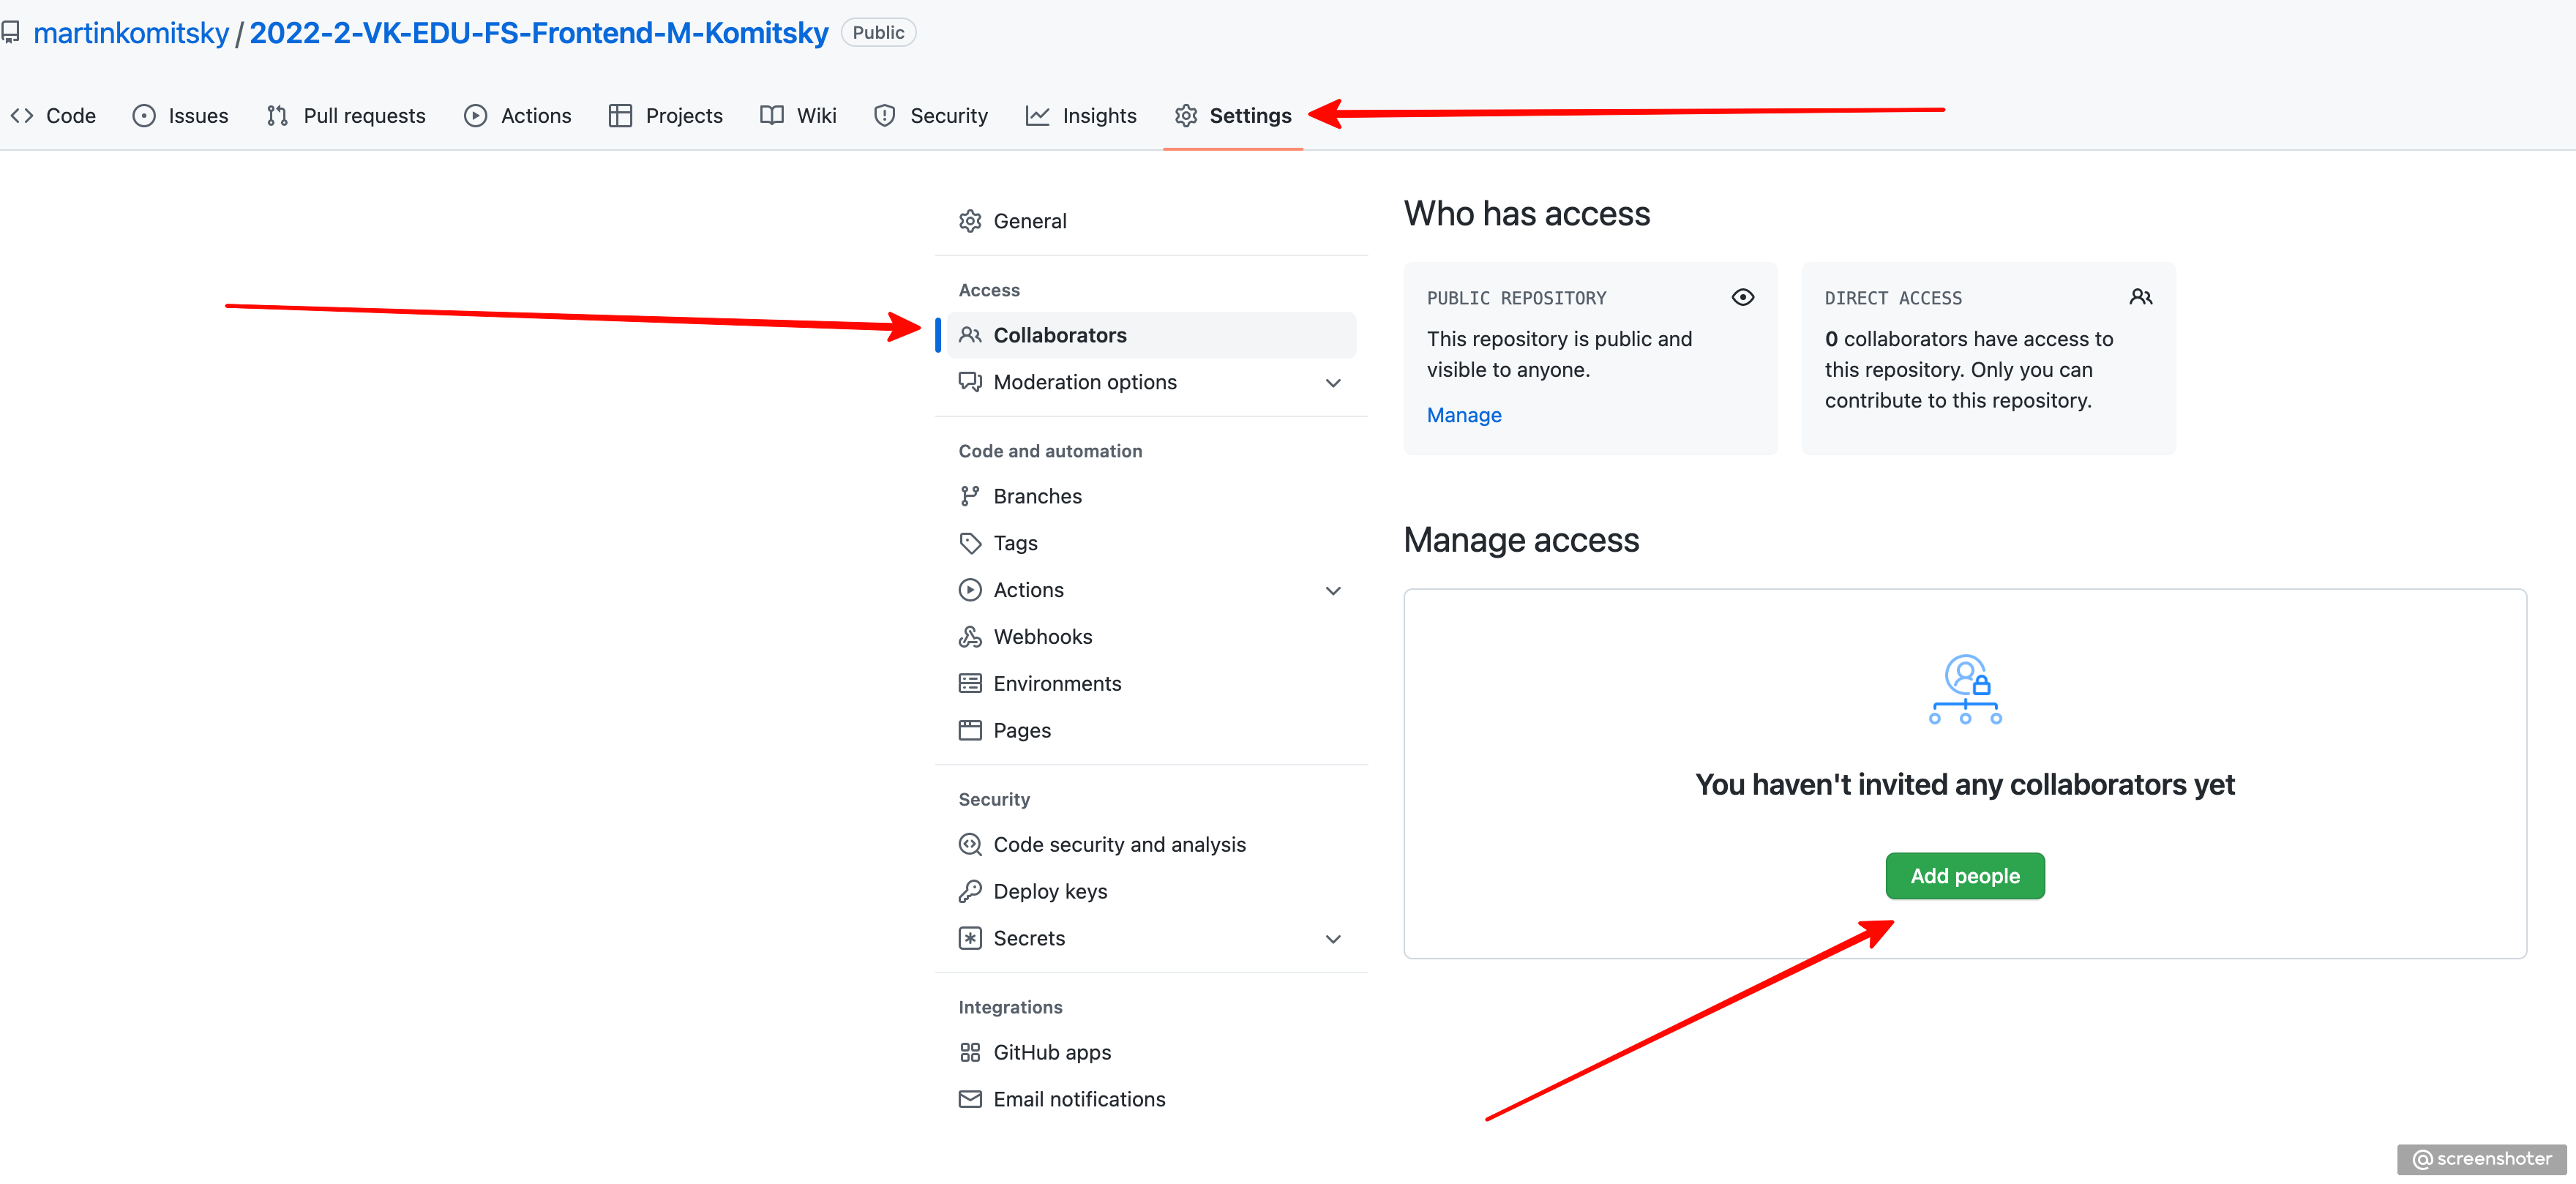 martinkomitsky / 2022-2-VK-EDU-FS-Frontend-M-Komitsky Public
Code Issues Pull requests Actions Projects Wiki Security Insights Settings
General
Access
Collaborators
Moderation options
Code and automation
Branches
Tags
Actions
Webhooks
Environments
Pages
Security
Code security and analysis
Deploy keys
Secrets
Integrations
GitHub apps
Email notifications
Who has access
PUBLIC REPOSITORY
This repository is public and
visible to anyone.
Manage
DIRECT ACCESS
0 collaborators have access to
this repository. Only you can
contribute to this repository.
Manage access
You haven't invited any collaborators yet
Add people
@screenshoter